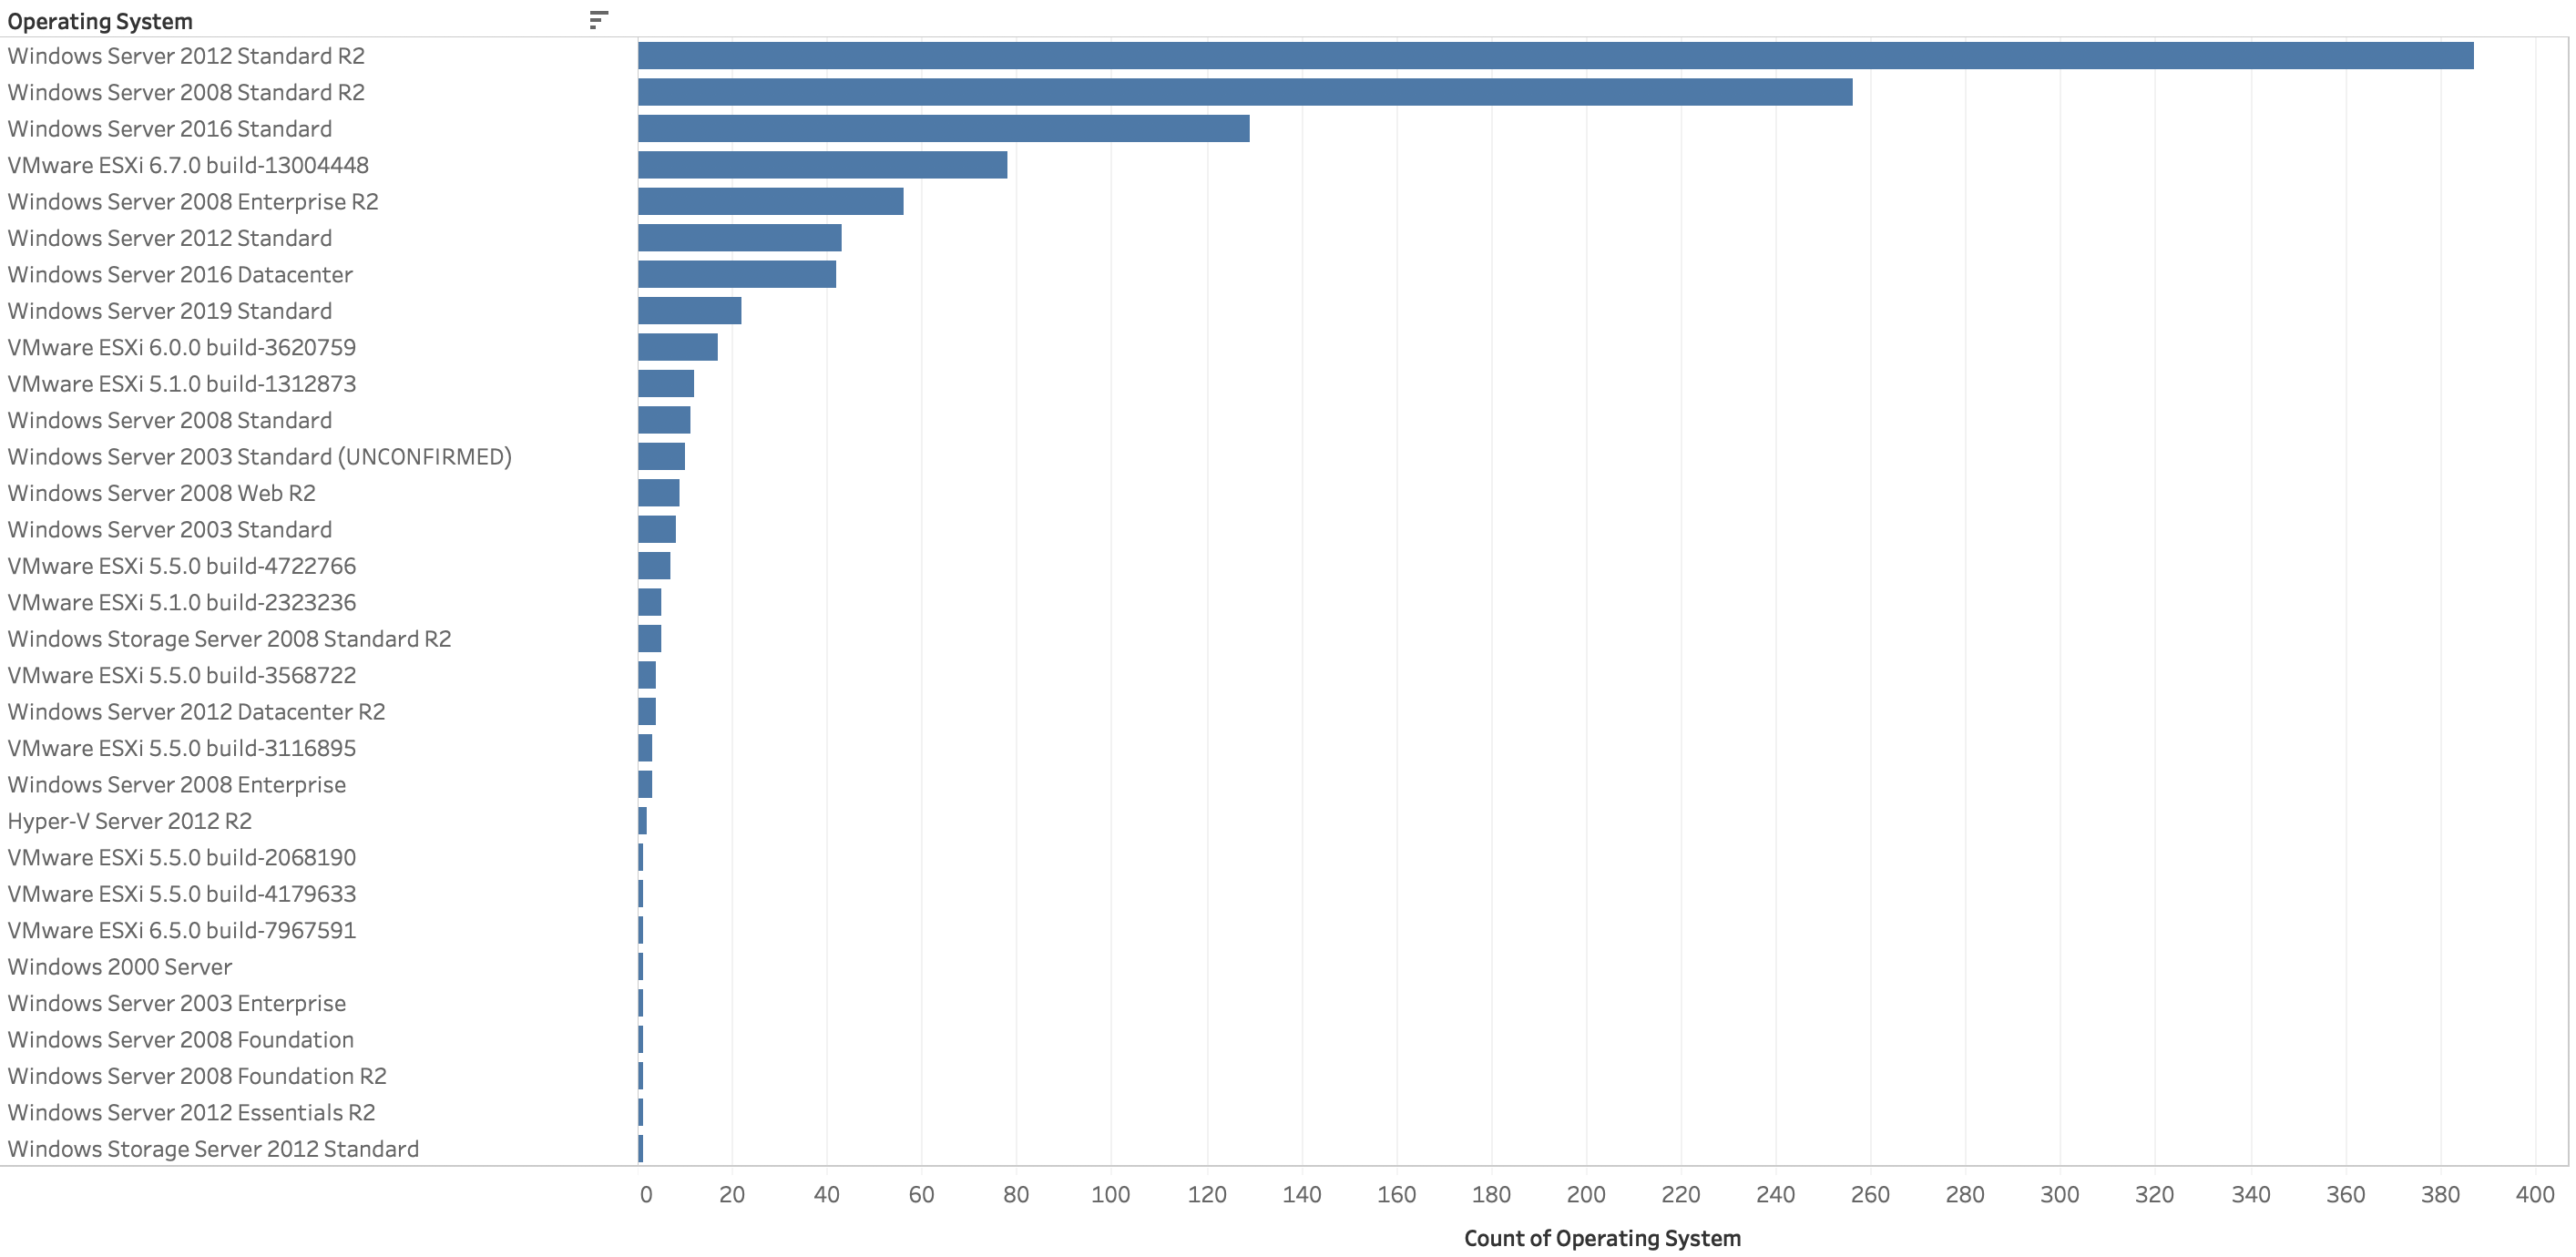 Operating System
Windows Server 2012 Standard R2
Windows Server 2008 Standard R2
Windows Server 2016 Standard
VMware ESXi 6.7.0 build-13004448
Windows Server 2008 Enterprise R2
Windows Server 2012 Standard
Windows Server 2016 Datacenter
Windows Server 2019 Standard
VMware ESXi 6.0.0 build-3620759
VMware ESXi 5.1.0 build-1312873
Windows Server 2008 Standard
Windows Server 2003 Standard (UNCONFIRMED)
Windows Server 2008 Web R2
Windows Server 2003 Standard
VMware ESXi 5.5.0 build-4722766
VMware ESXi 5.1.0 build-2323236
Windows Storage Server 2008 Standard R2
VMware ESXi 5.5.0 build-3568722
Windows Server 2012 Datacenter R2
VMware ESXi 5.5.0 build-3116895
Windows Server 2008 Enterprise
Hyper-V Server 2012 R2
VMware ESXi 5.5.0 build-2068190
VMware ESXi 5.5.0 build-4179633
VMware ESXi 6.5.0 build-7967591
Windows 2000 Server
Windows Server 2003 Enterprise
Windows Server 2008 Foundation
Windows Server 2008 Foundation R2
Windows Server 2012 Essentials R2
Windows Storage Server 2012 Standard
0 20 40 60 80 100 120 140 160 180 200 220 240 260 280 300 320 340 360 380 400
Count of Operating System